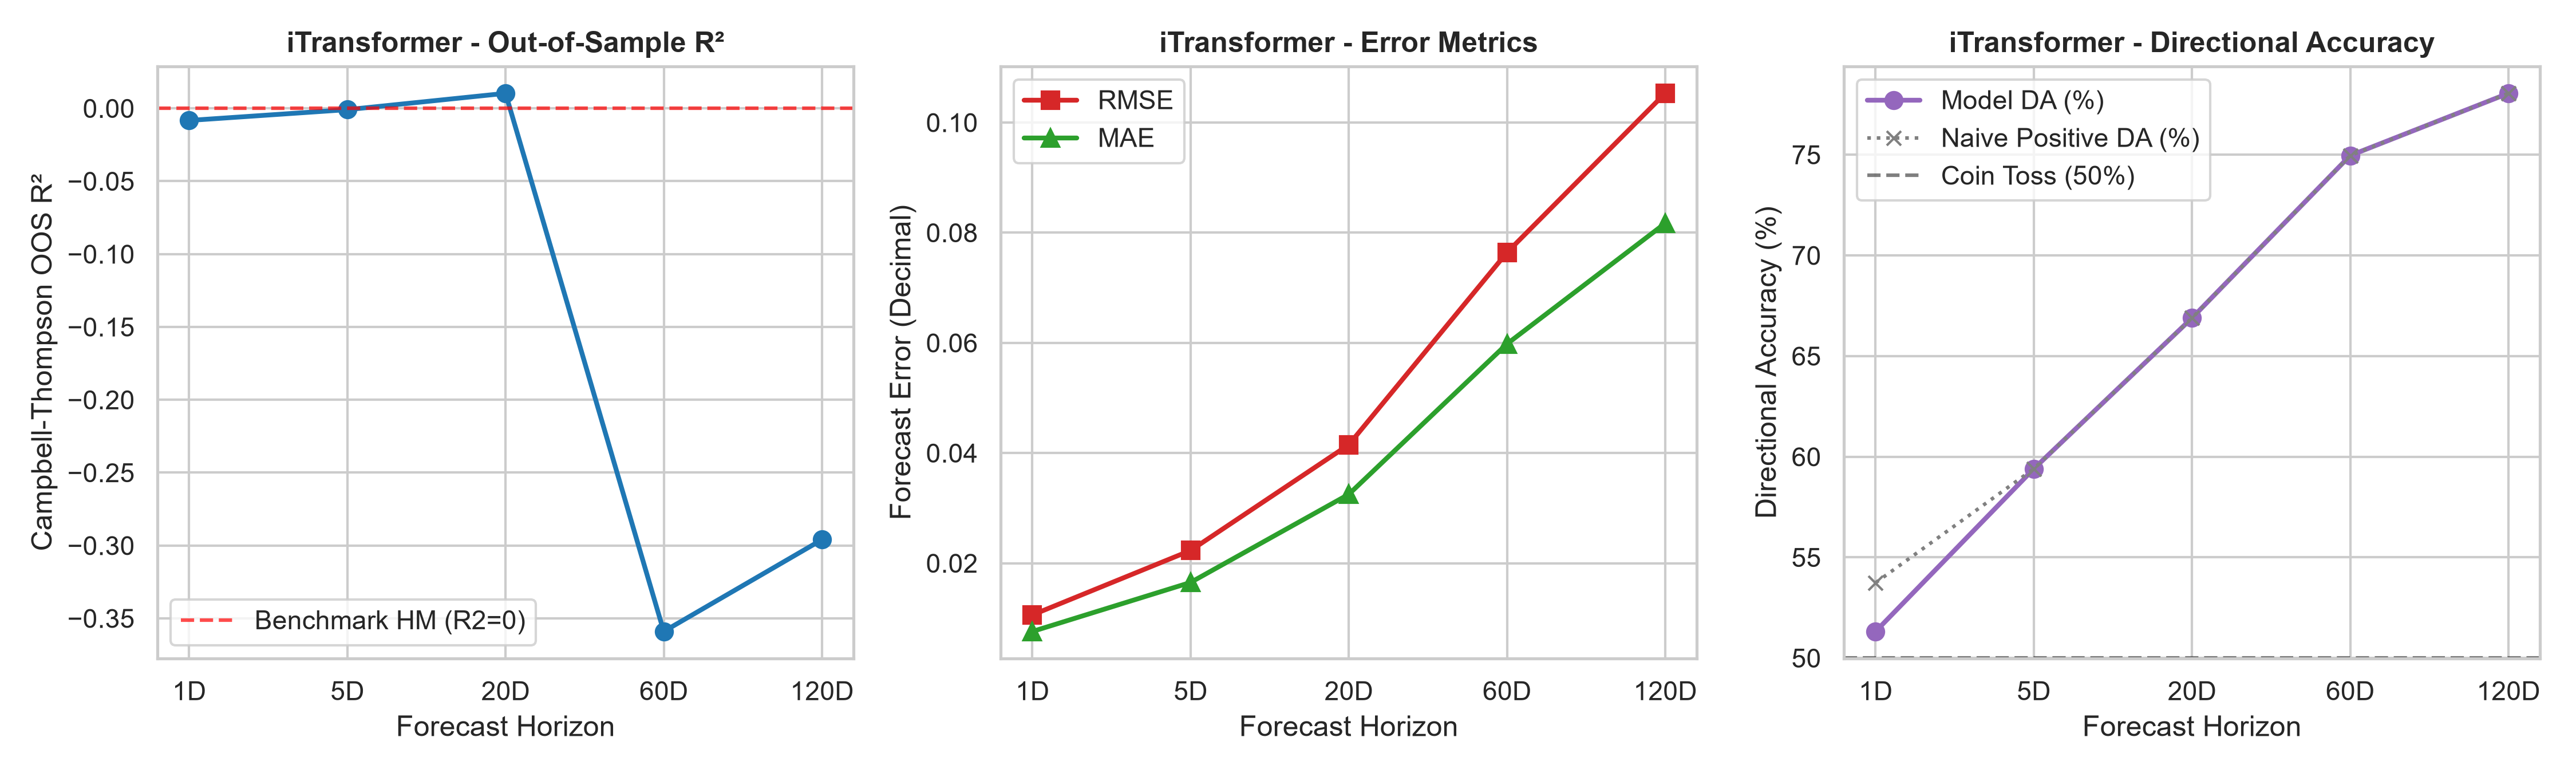 iTransformer - Out-of-Sample R²
Campbell-Thompson OOS R²
0.00
−0.05
−0.10
−0.15
−0.20
−0.25
−0.30
−0.35
Benchmark HM (R2=0)
1D 5D 20D 60D 120D
Forecast Horizon
iTransformer - Error Metrics
Forecast Error (Decimal)
RMSE
MAE
0.10
0.08
0.06
0.04
0.02
1D 5D 20D 60D 120D
Forecast Horizon
iTransformer - Directional Accuracy
Directional Accuracy (%)
Model DA (%)
Naive Positive DA (%)
Coin Toss (50%)
75
70
65
60
55
50
1D 5D 20D 60D 120D
Forecast Horizon